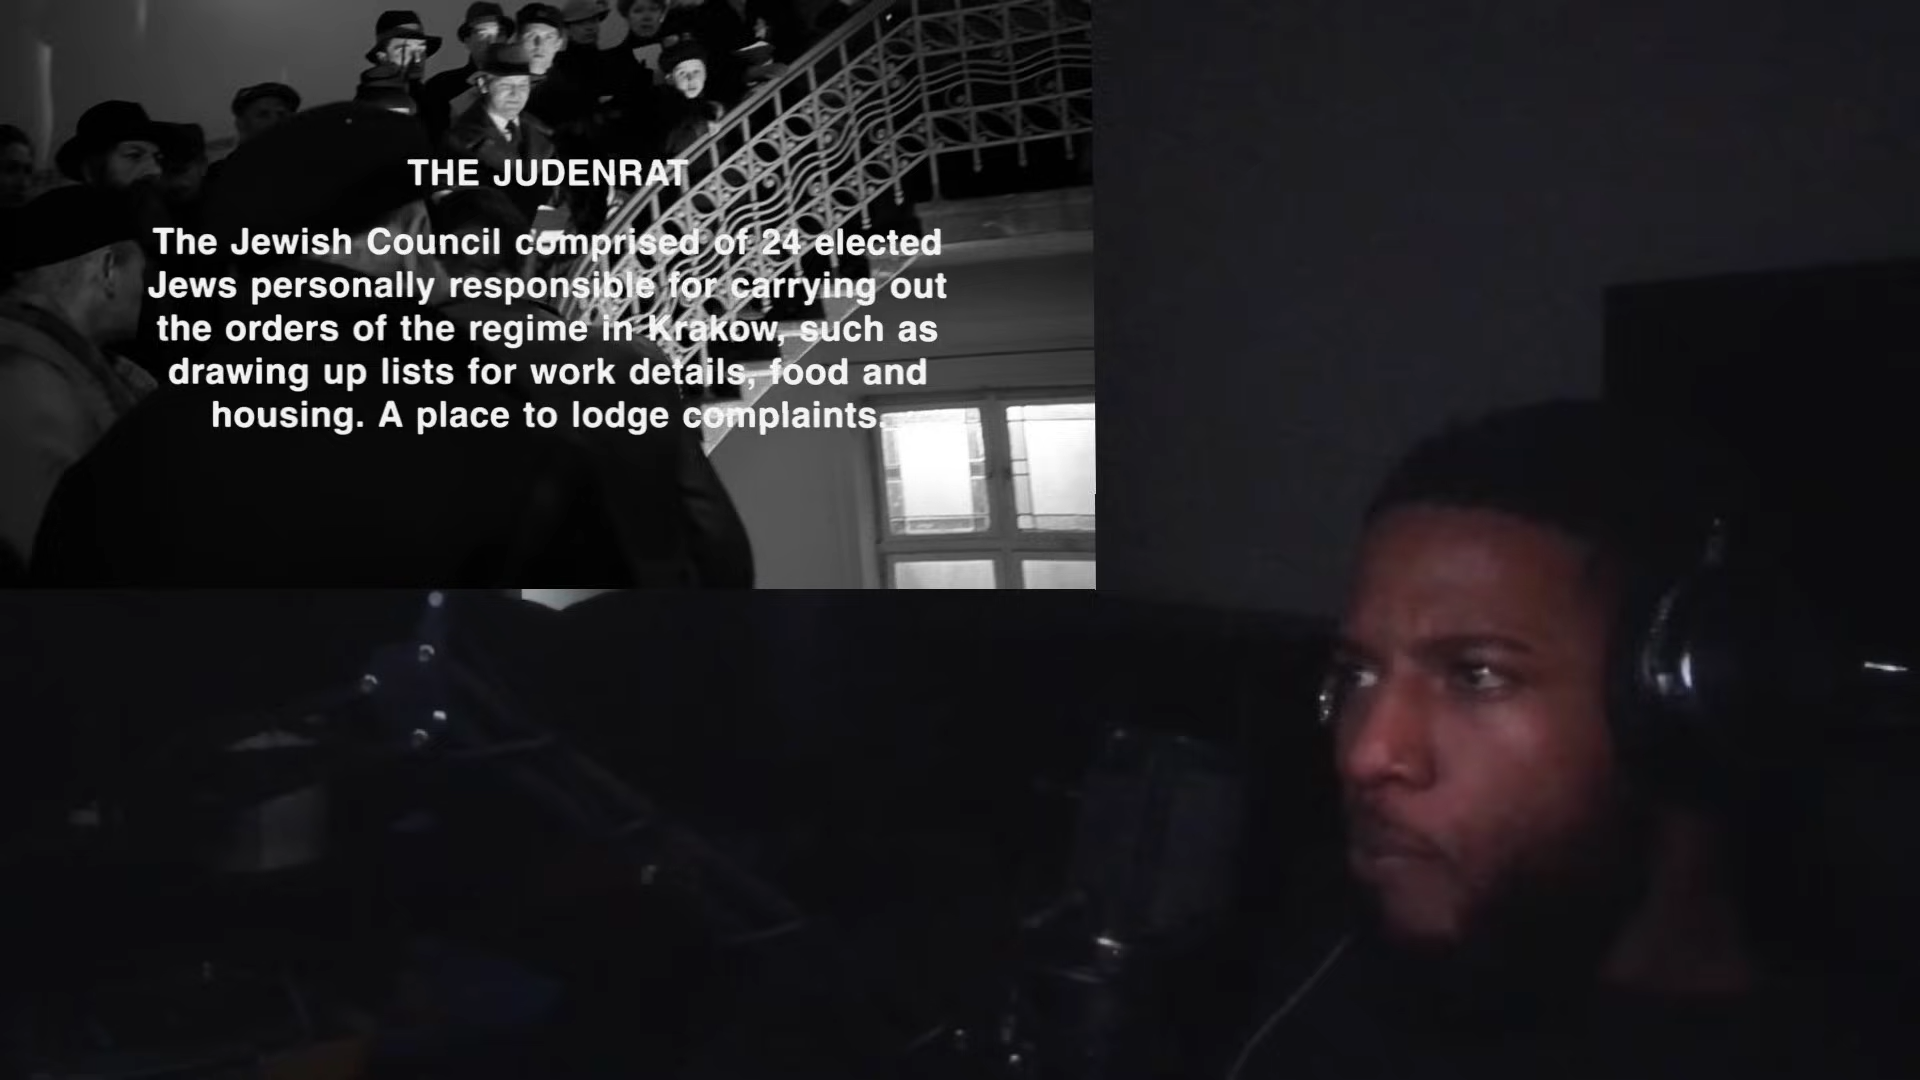 THE JUDENRAT
The Jewish Council comprised of 24 elected
Jews personally responsible for carrying out
the orders of the regime in Krakow, such as
drawing up lists for work details, food and
housing. A place to lodge complaints.